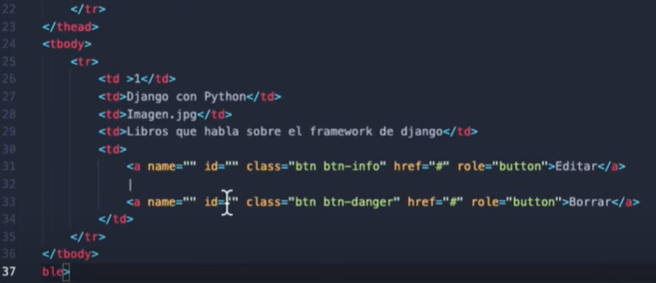 22 </tr>
23 </thead>
24 <tbody>
25 <tr>
26 <td >1</td>
27 <td>Django con Python</td>
28 <td>Imagen.jpg</td>
29 <td>Libros que habla sobre el framework de django</td>
30 <td>
31 <a name="" id="" class="btn btn-info" href="#" role="button">Editar</a>
32 |
33 <a name="" id="" class="btn btn-danger" href="#" role="button">Borrar</a>
34 </td>
35 </tr>
36 </tbody>
37 ble>